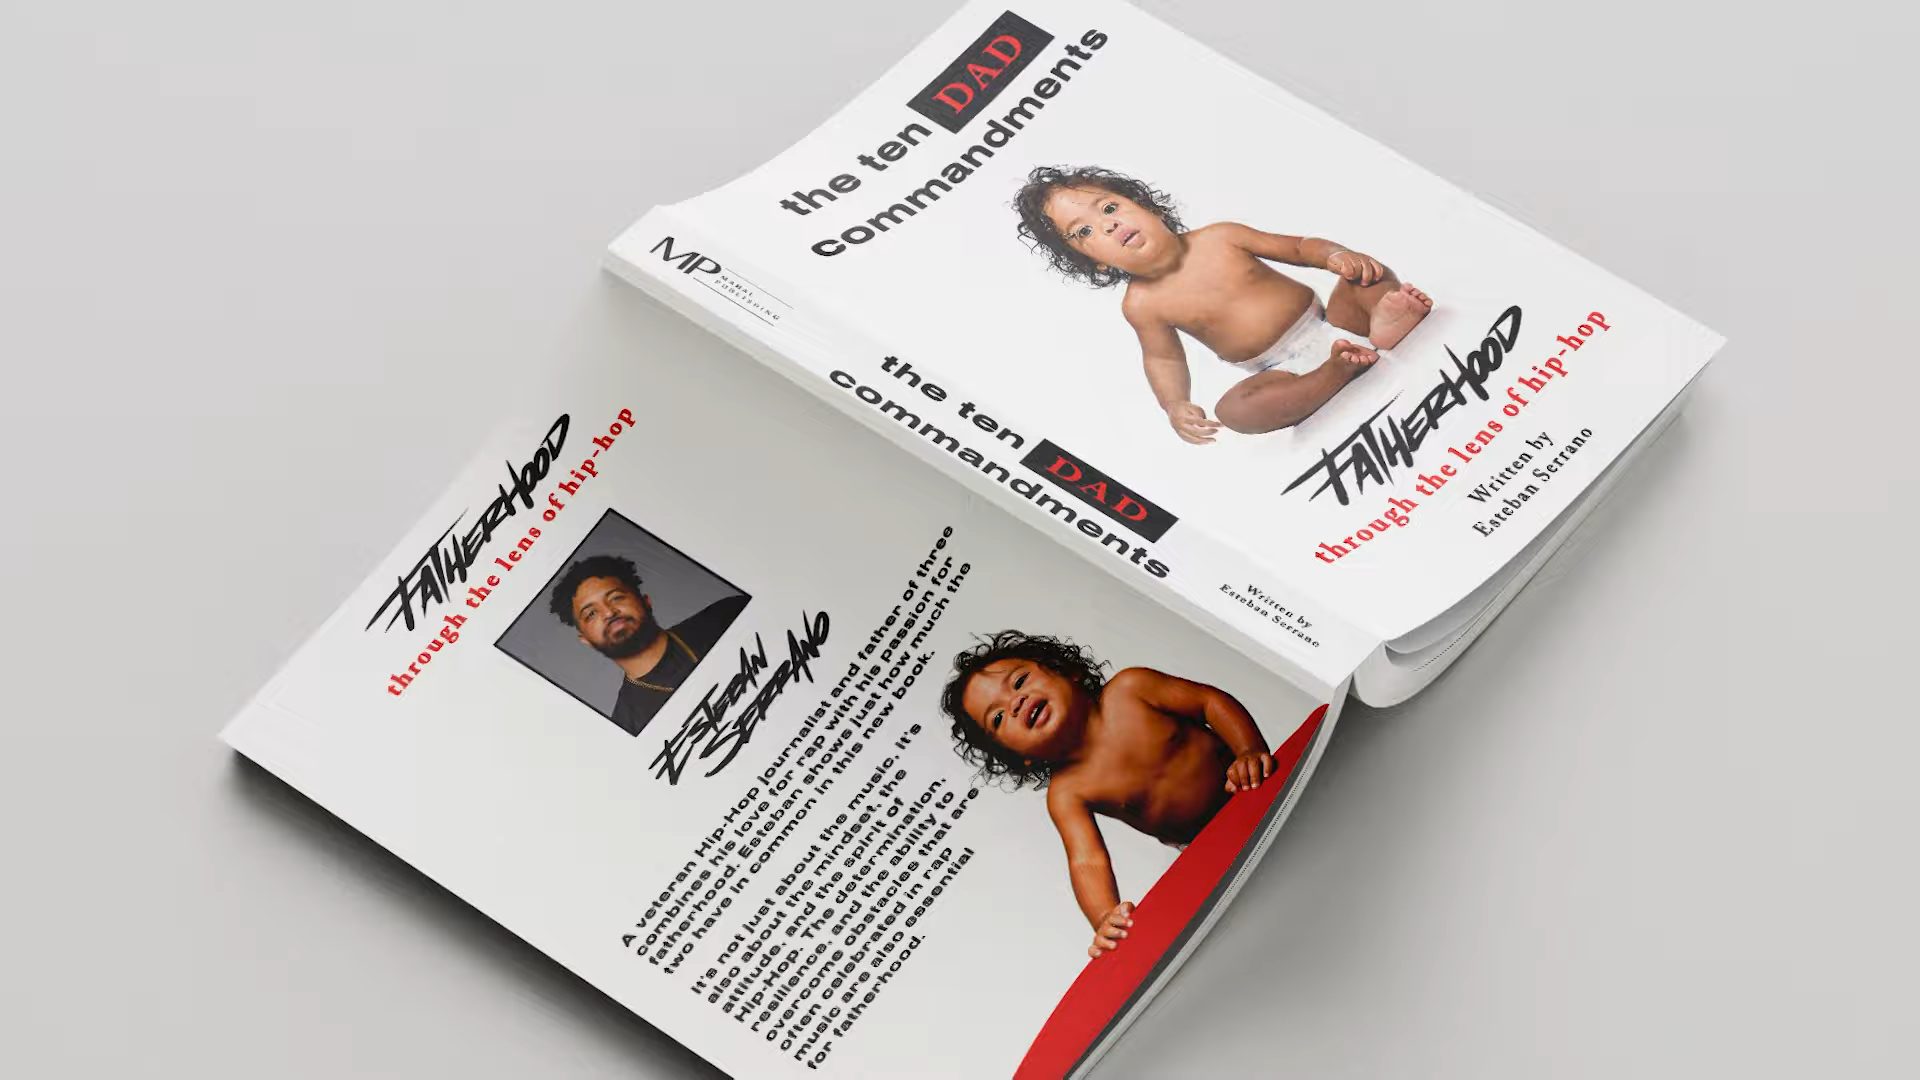 the ten DAD
commandments
FATHERHOOD
through the lens of hip-hop
Written by
Esteban Serrano
MP
MAHAL
PUBLISHING
the ten DAD
commandments
Written by
Esteban Serrano
FATHERHOOD
through the lens of hip-hop
ESTEBAN
SERRANO
A veteran Hip-Hop journalist and father of three
combines his love for rap with his passion for
fatherhood. Esteban shows just how much the
two have in common in this new book.
It's not just about the music, it's
also about the mindset, the
attitude, and the spirit of
Hip-Hop. The determination,
resilience, and the ability to
overcome obstacles that are
often celebrated in rap
music are also essential
for fatherhood.